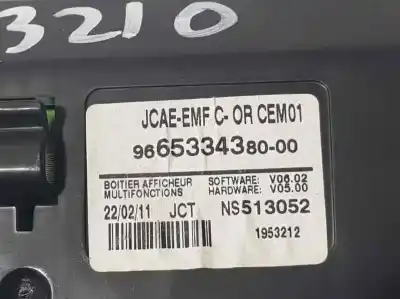 3210
JCAE-EMF C- OR CEM01
9665334380-00
BOITIER AFFICHEUR SOFTWARE: V06.02
MULTIFONCTIONS HARDWARE: V05.00
22/02/11 JCT NS513052
1953212